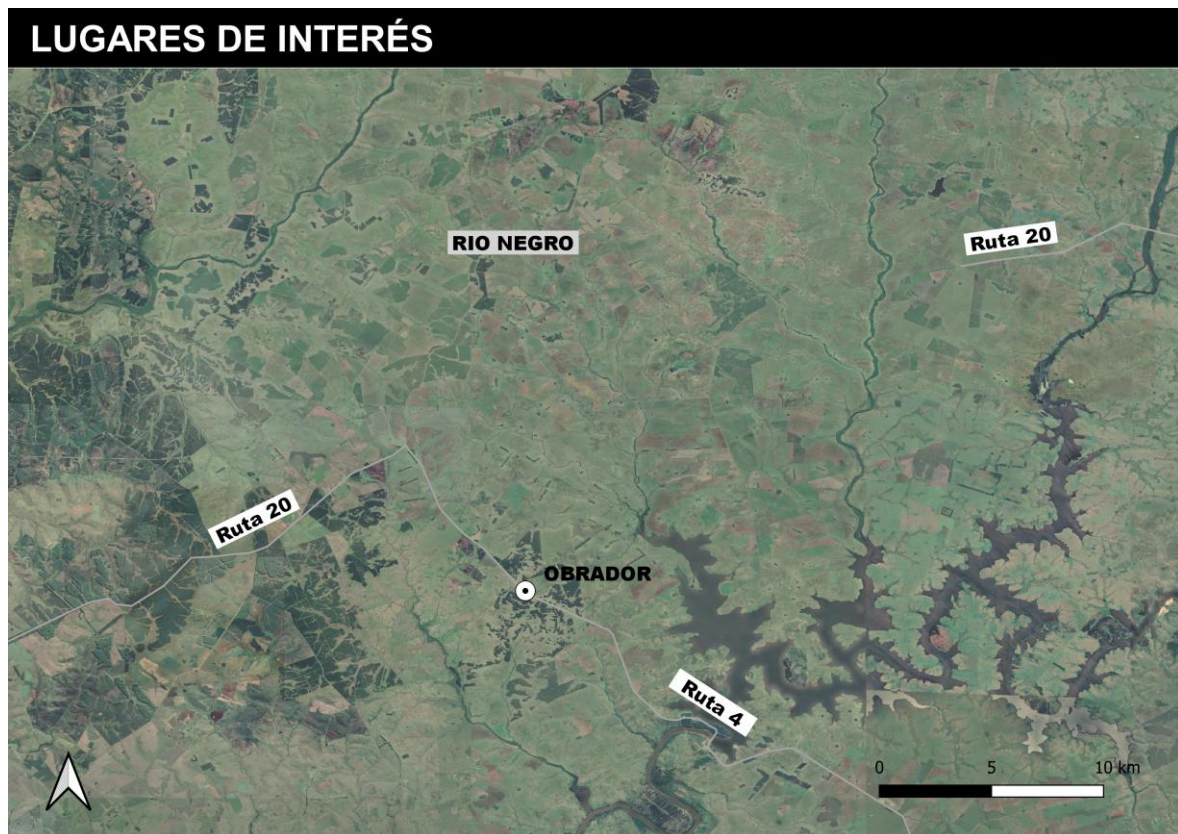 LUGARES DE INTERÉS
RIO NEGRO
Ruta 20
Ruta 20
OBRADOR
Ruta 4
0 5 10 km